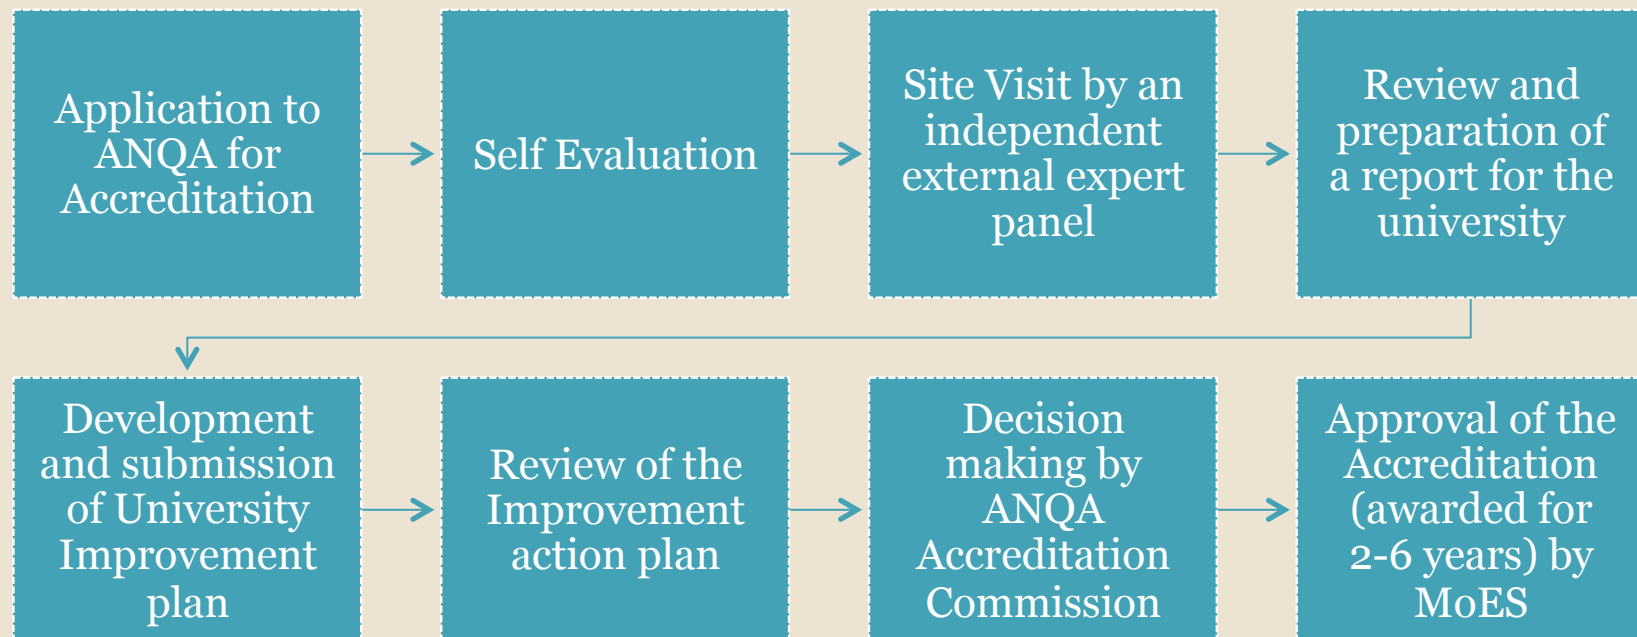 Application to
ANQA for
Accreditation
Self Evaluation
Site Visit by an
independent
external expert
panel
Review and
preparation of
a report for the
university
Development
and submission
of University
Improvement
plan
Review of the
Improvement
action plan
Decision
making by
ANQA
Accreditation
Commission
Approval of the
Accreditation
(awarded for
2-6 years) by
MoES